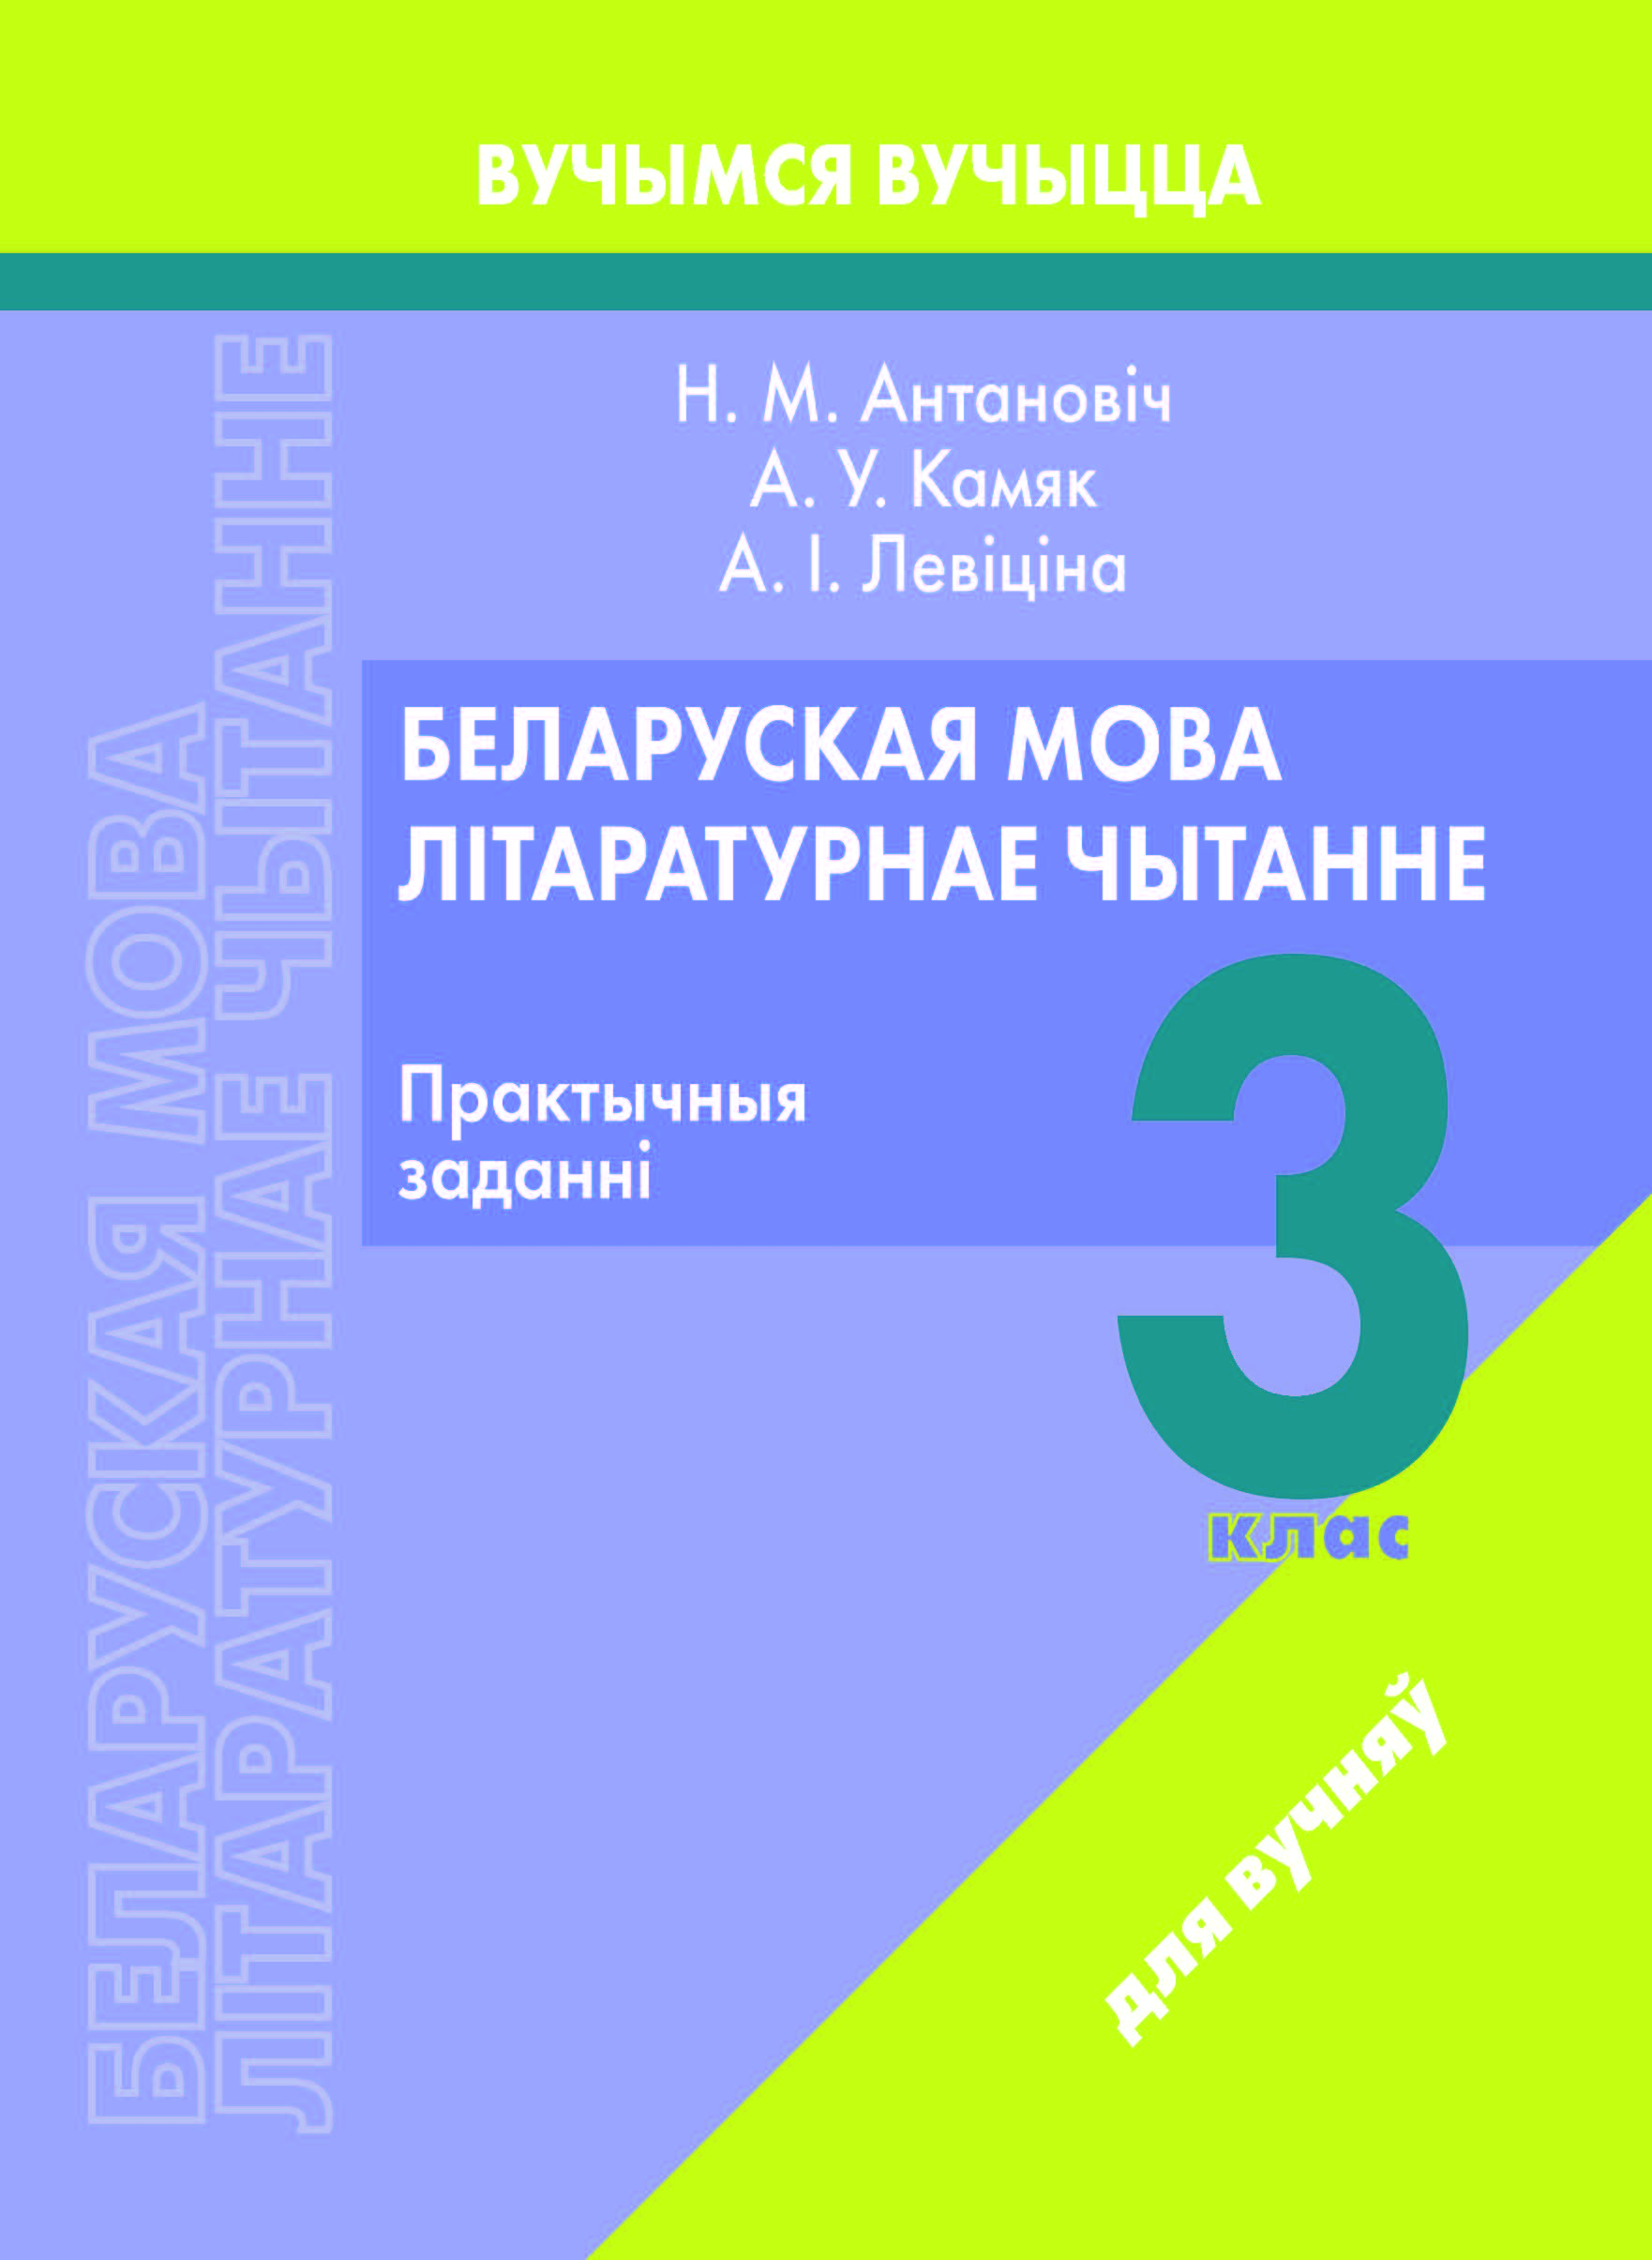 ВУЧЫМСЯ ВУЧЫЦЦА
Н. М. Антановіч
А. У. Камяк
А. І. Левіціна
БЕЛАРУСКАЯ МОВА
ЛІТАРАТУРНАЕ ЧЫТАННЕ
БЕЛАРУСКАЯ МОВА
ЛІТАРАТУРНАЕ ЧЫТАННЕ
Практычныя
заданні
3
клас
для вучняў